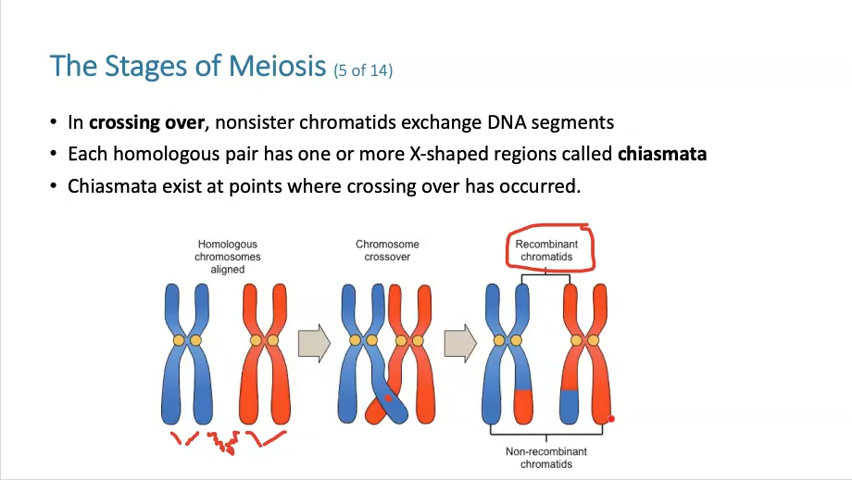 The Stages of Meiosis (5 of 14)
• In crossing over, nonsister chromatids exchange DNA segments
• Each homologous pair has one or more X-shaped regions called chiasmata
• Chiasmata exist at points where crossing over has occurred.
Homologous
chromosomes
aligned
Chromosome
crossover
Recombinant
chromatids
Non-recombinant
chromatids